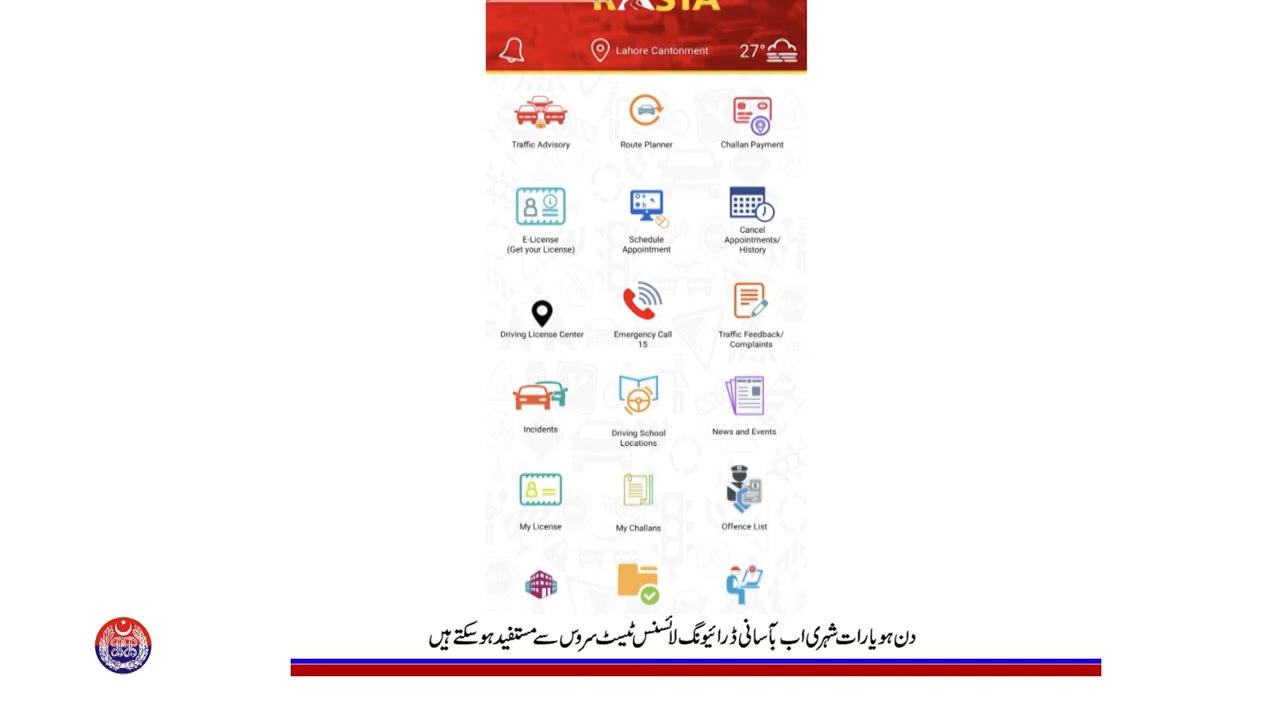 RASTA
Lahore Cantonment
27°
Traffic Advisory
Route Planner
Challan Payment
E-License
(Get your License)
Schedule
Appointment
Cancel
Appointments/
History
Driving License Center
Emergency Call
15
Traffic Feedback/
Complaints
Incidents
Driving School
Locations
News and Events
My License
My Challans
Offence List
دن ہو یا رات شہری اب بآسانی ڈرائیونگ لائسنس ٹیسٹ سروس سے مستفید ہو سکتے ہیں